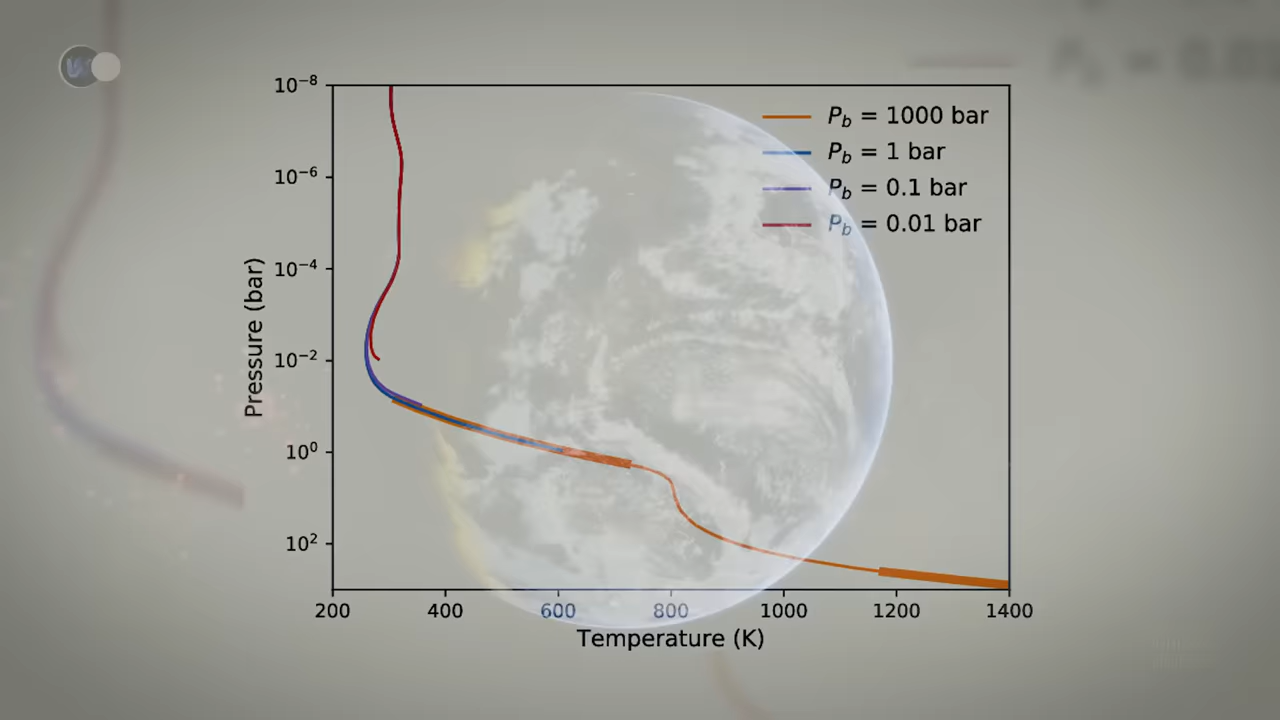 10⁻⁸
10⁻⁶
10⁻⁴
10⁻²
10⁰
10²
Pressure (bar)
P_b = 1000 bar
P_b = 1 bar
P_b = 0.1 bar
P_b = 0.01 bar
200 400 600 800 1000 1200 1400
Temperature (K)